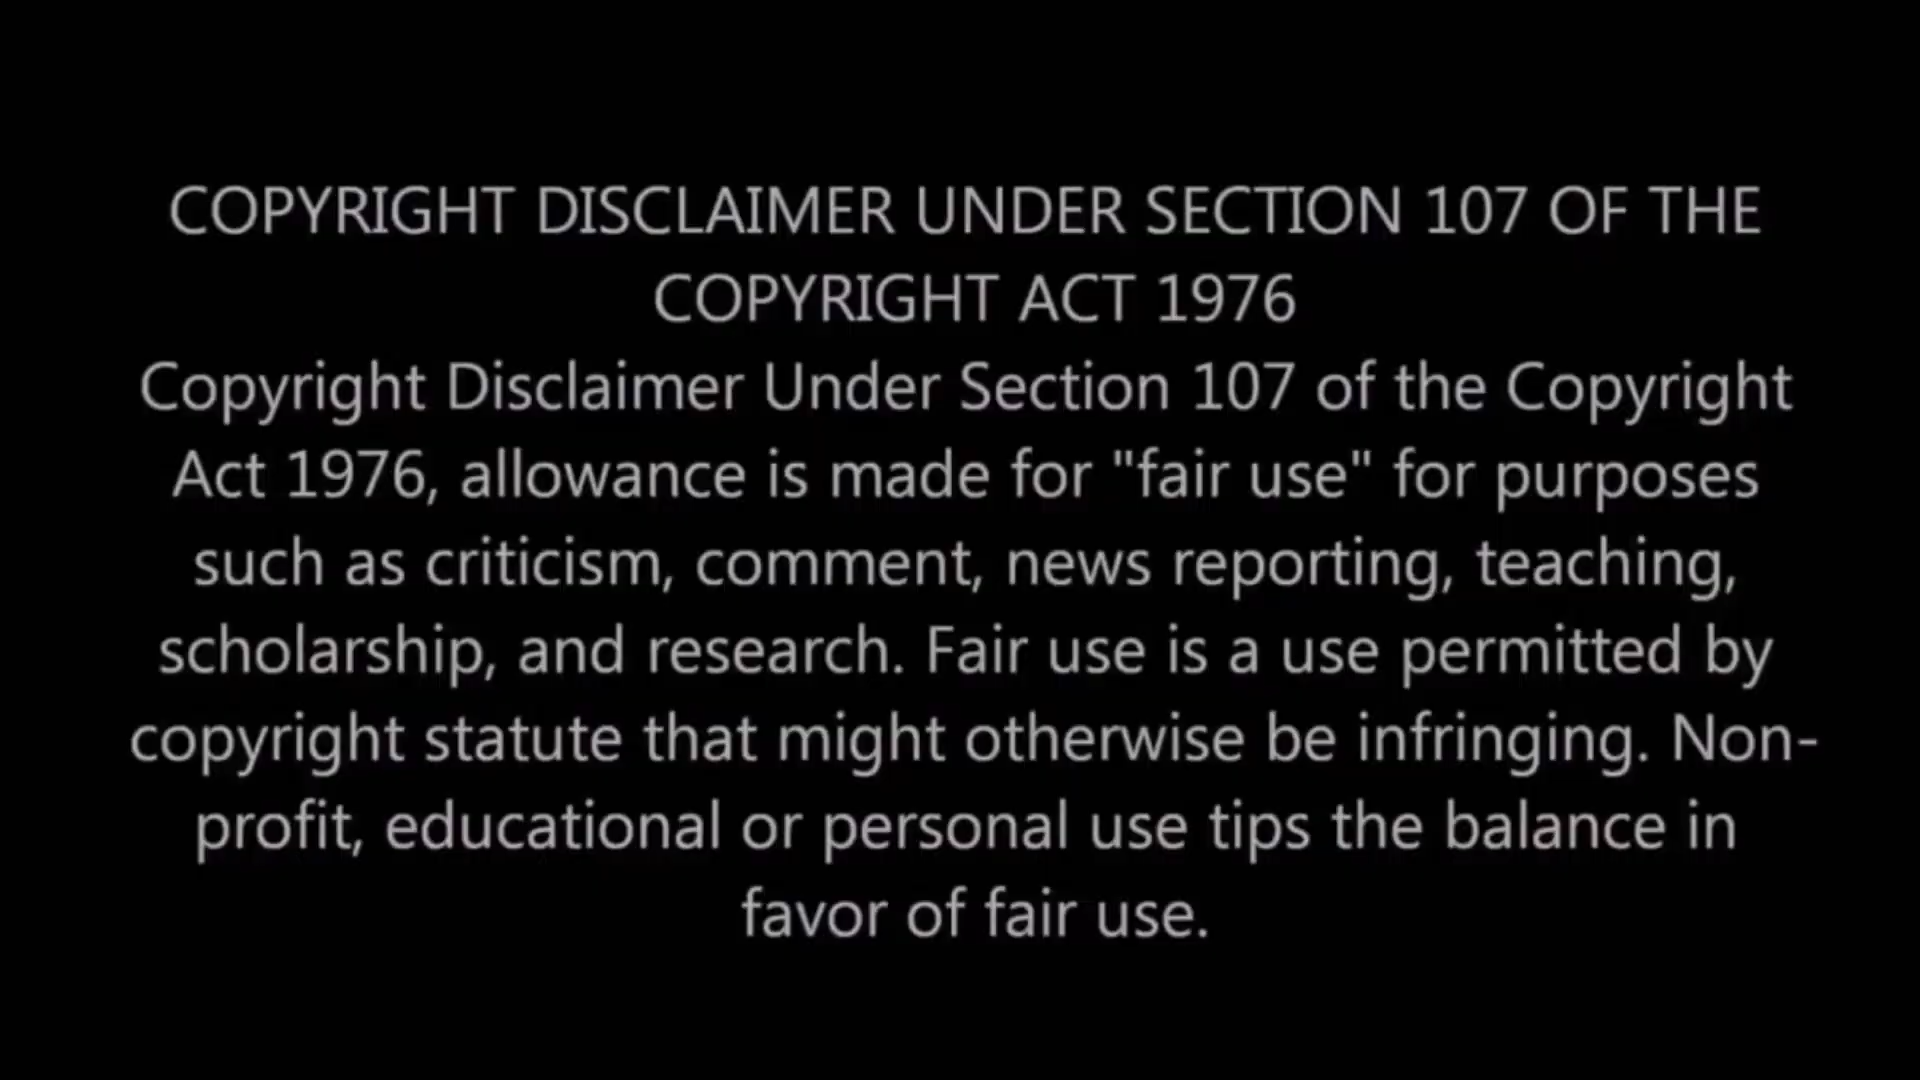 COPYRIGHT DISCLAIMER UNDER SECTION 107 OF THE
COPYRIGHT ACT 1976
Copyright Disclaimer Under Section 107 of the Copyright
Act 1976, allowance is made for "fair use" for purposes
such as criticism, comment, news reporting, teaching,
scholarship, and research. Fair use is a use permitted by
copyright statute that might otherwise be infringing. Non-
profit, educational or personal use tips the balance in
favor of fair use.